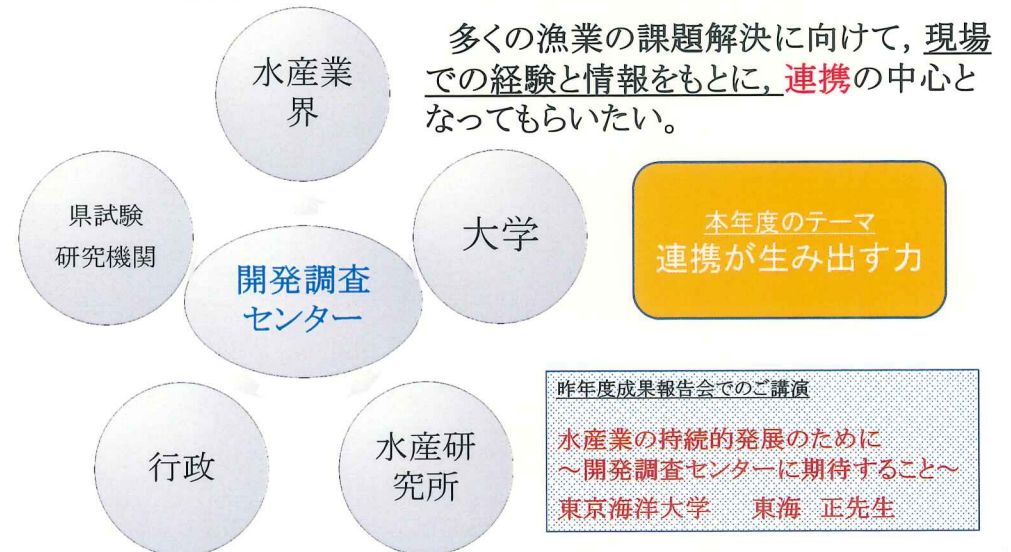 多くの漁業の課題解決に向けて，現場
での経験と情報をもとに，連携の中心と
なってもらいたい。
水産業
界
県試験
研究機関
大学
開発調査
センター
行政
水産研
究所
本年度のテーマ
連携が生み出す力
昨年度成果報告会でのご講演
水産業の持続的発展のために
～開発調査センターに期待すること～
東京海洋大学　東海　正先生